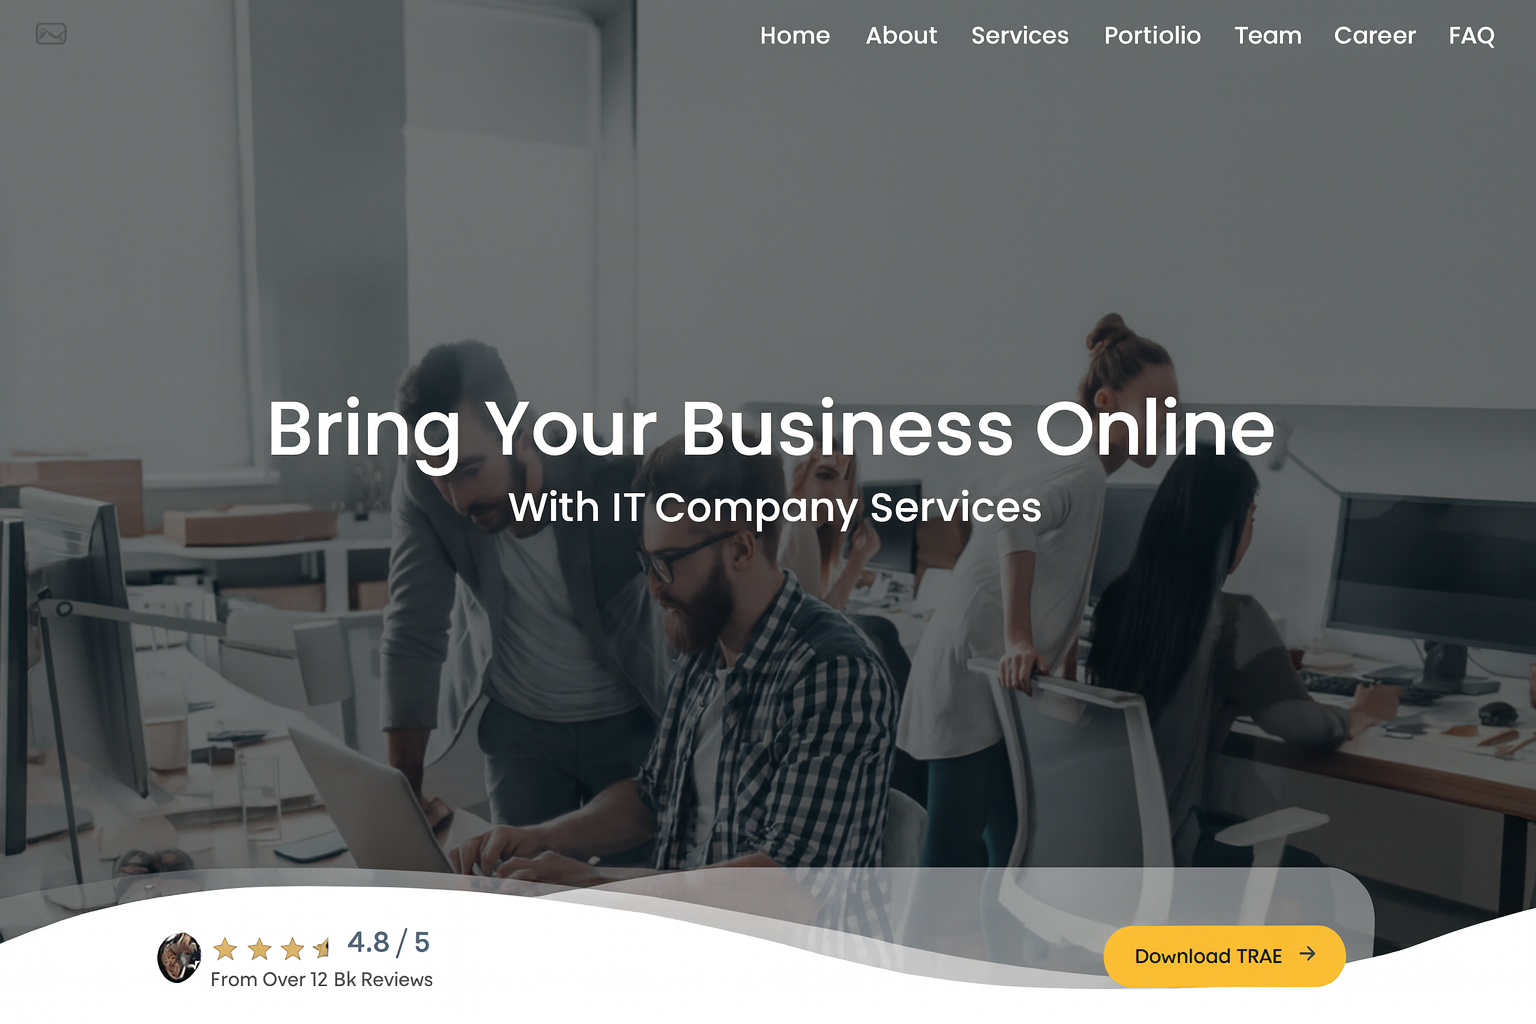 Home About Services Portiolio Team Career FAQ
Bring Your Business Online
With IT Company Services
4.8 / 5
From Over 12 Bk Reviews
Download TRAE →